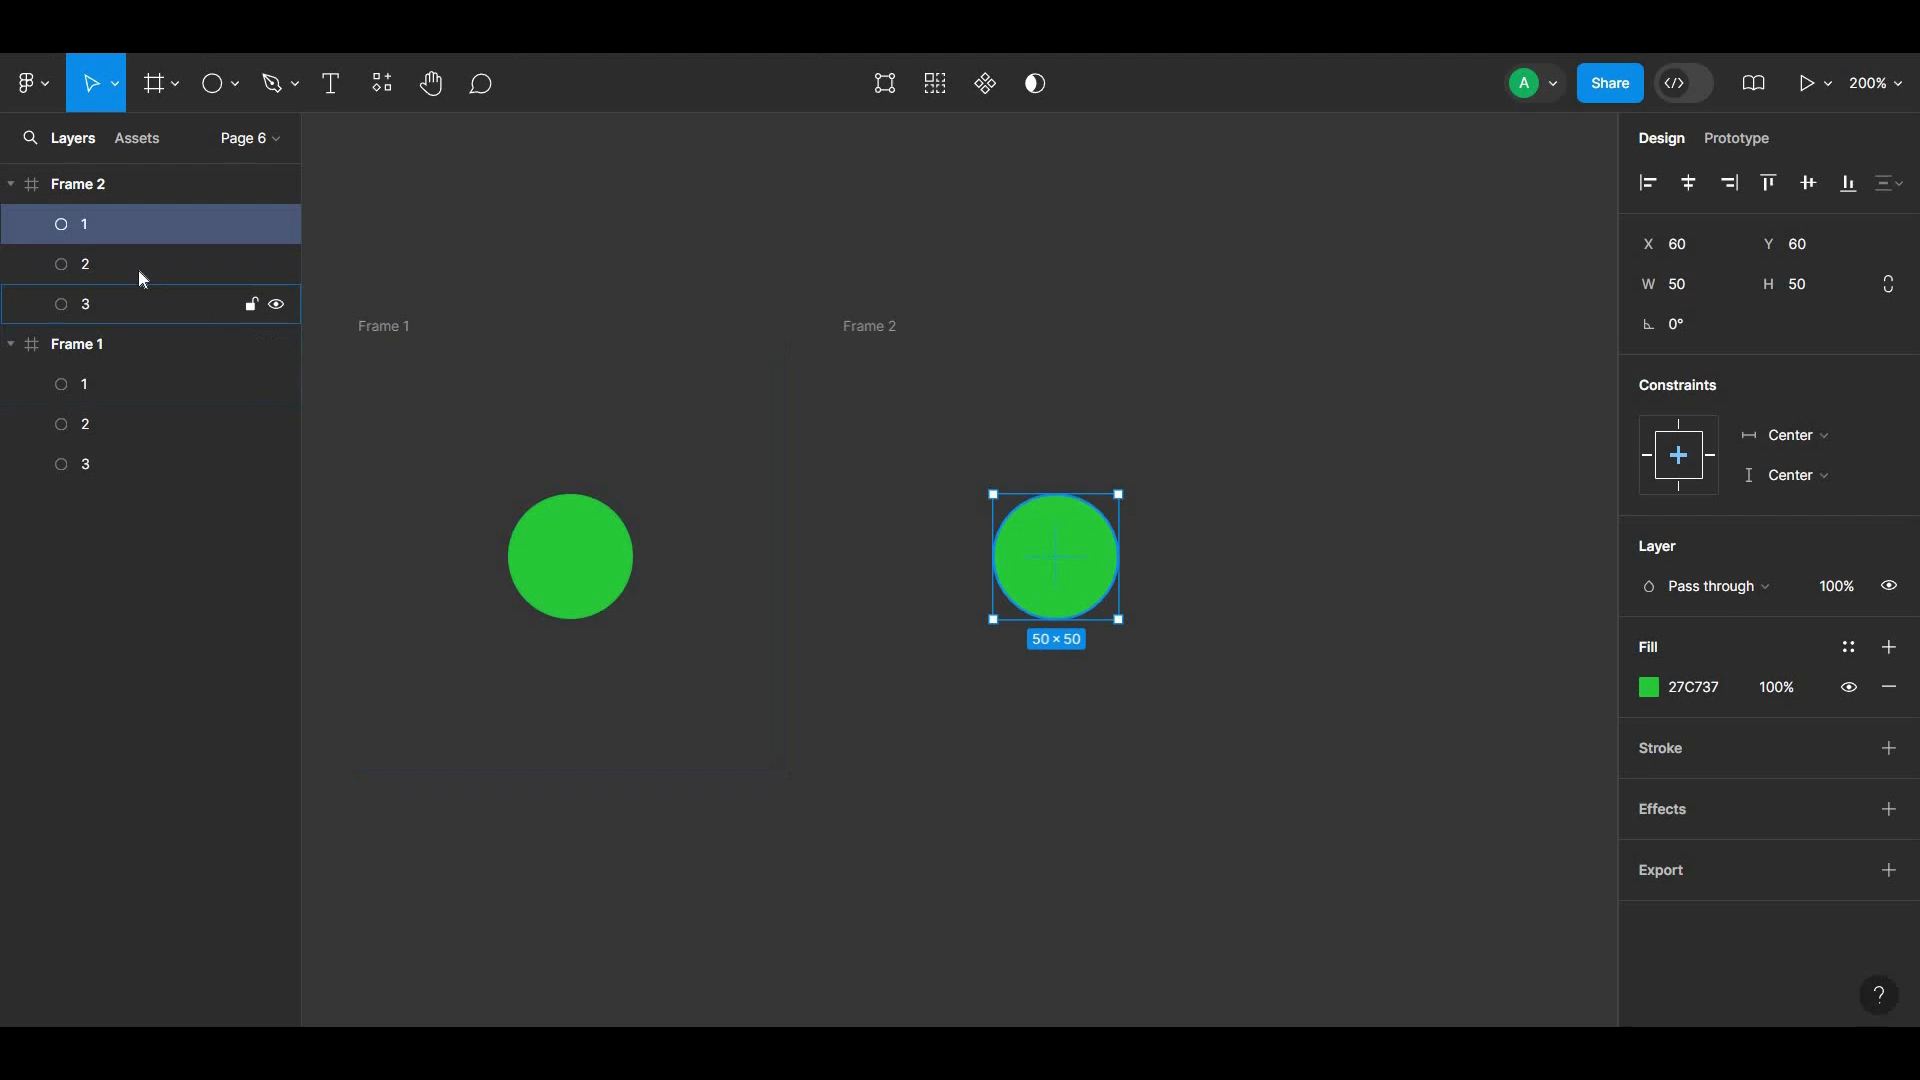 A
Share
200%
Layers Assets Page 6
Design Prototype
Frame 2
1
2
3
Frame 1
1
2
3
Frame 1
Frame 2
50 × 50
X 60 Y 60
W 50 H 50
0°
Constraints
Center
Center
Layer
Pass through 100%
Fill
27C737 100%
Stroke
Effects
Export
?